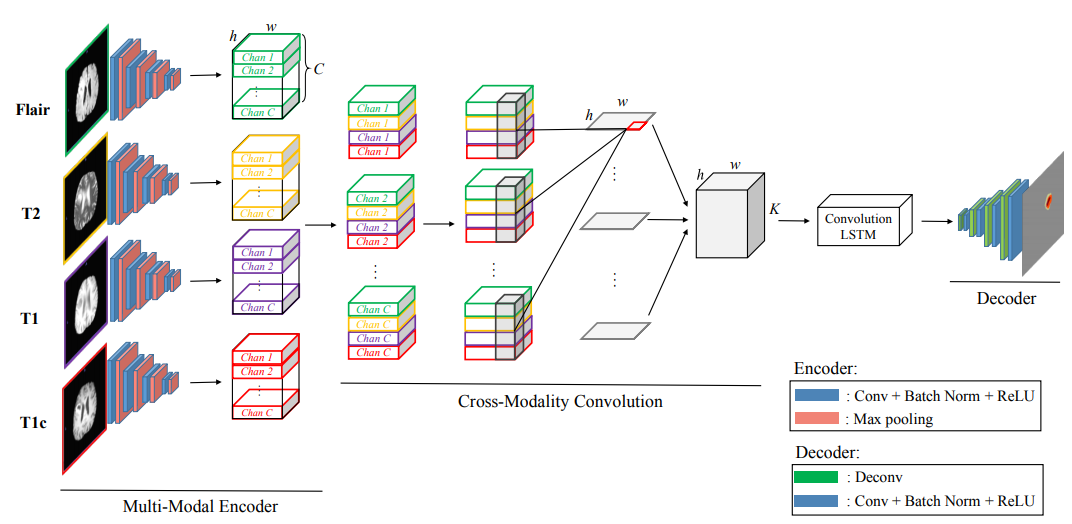 Flair
T2
T1
T1c
h
w
Chan 1
Chan 2
⋮
Chan C
C
Chan 1
Chan 2
⋮
Chan C
Chan 1
Chan 2
⋮
Chan C
Chan 1
Chan 2
⋮
Chan C
Multi-Modal Encoder
Chan 1
Chan 1
Chan 1
Chan 1
Chan 2
Chan 2
Chan 2
Chan 2
⋮
Chan C
Chan C
Chan C
Chan C
⋮
h
w
⋮
⋮
Cross-Modality Convolution
h
w
K
Convolution
LSTM
Decoder
Encoder:
: Conv + Batch Norm + ReLU
: Max pooling
Decoder:
: Deconv
: Conv + Batch Norm + ReLU